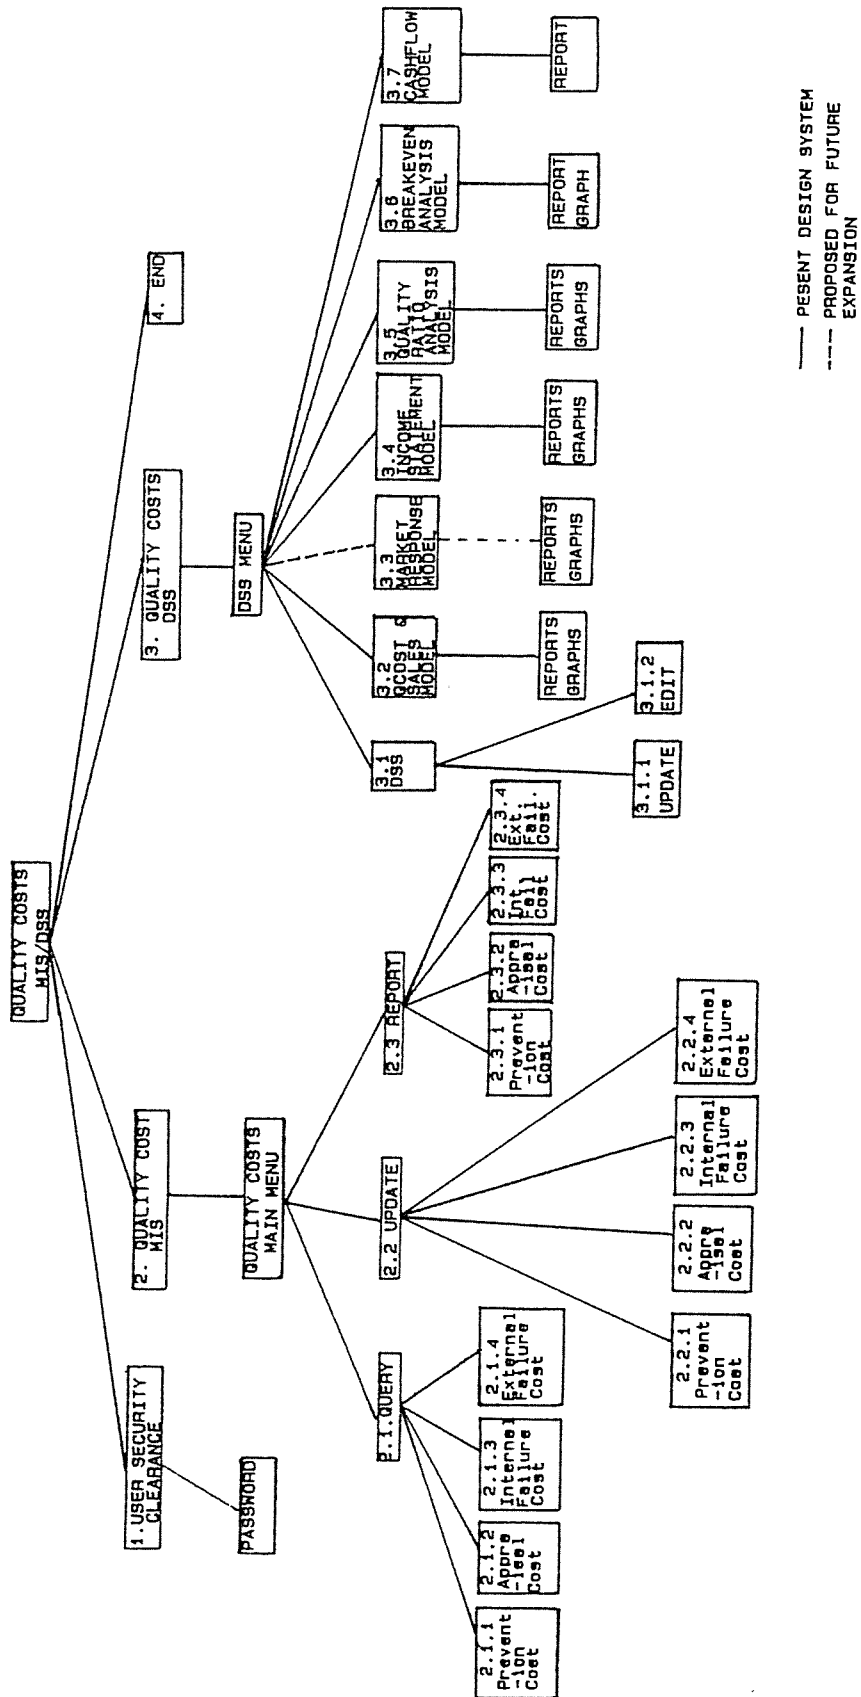 QUALITY COSTS
MIS/DSS
1.USER SECURITY
CLEARANCE
2. QUALITY COST
MIS
3. QUALITY COSTS
DSS
4. END
PASSWORD
QUALITY COSTS
MAIN MENU
DSS MENU
2.1.QUERY
2.2 UPDATE
2.3 REPORT
3.1
DSS
3.2
QCOST &
SALES
MODEL
3.3
MARKET
RESPONSE
MODEL
3.4
INCOME
STATEMENT
MODEL
3.5
QUALITY
RATIO
ANALYSIS
MODEL
3.6
BREAKEVEN
ANALYSIS
MODEL
3.7
CASHFLOW
MODEL
2.1.1
Prevent
-ion
Cost
2.1.2
Appra
-isal
Cost
2.1.3
Internal
Failure
Cost
2.1.4
External
Failure
Cost
2.3.1
Prevent
-ion
Cost
2.3.2
Appra
-isal
Cost
2.3.3
Int.
Fail
Cost
2.3.4
Ext.
Fail.
Cost
REPORTS
GRAPHS
REPORTS
GRAPHS
REPORTS
GRAPHS
REPORTS
GRAPHS
REPORT
GRAPH
REPORT
2.2.1
Prevent
-ion
Cost
2.2.2
Appra
-isal
Cost
2.2.3
Internal
Failure
Cost
2.2.4
External
Failure
Cost
3.1.1
UPDATE
3.1.2
EDIT
—— PESENT DESIGN SYSTEM
--- PROPOSED FOR FUTURE
EXPANSION